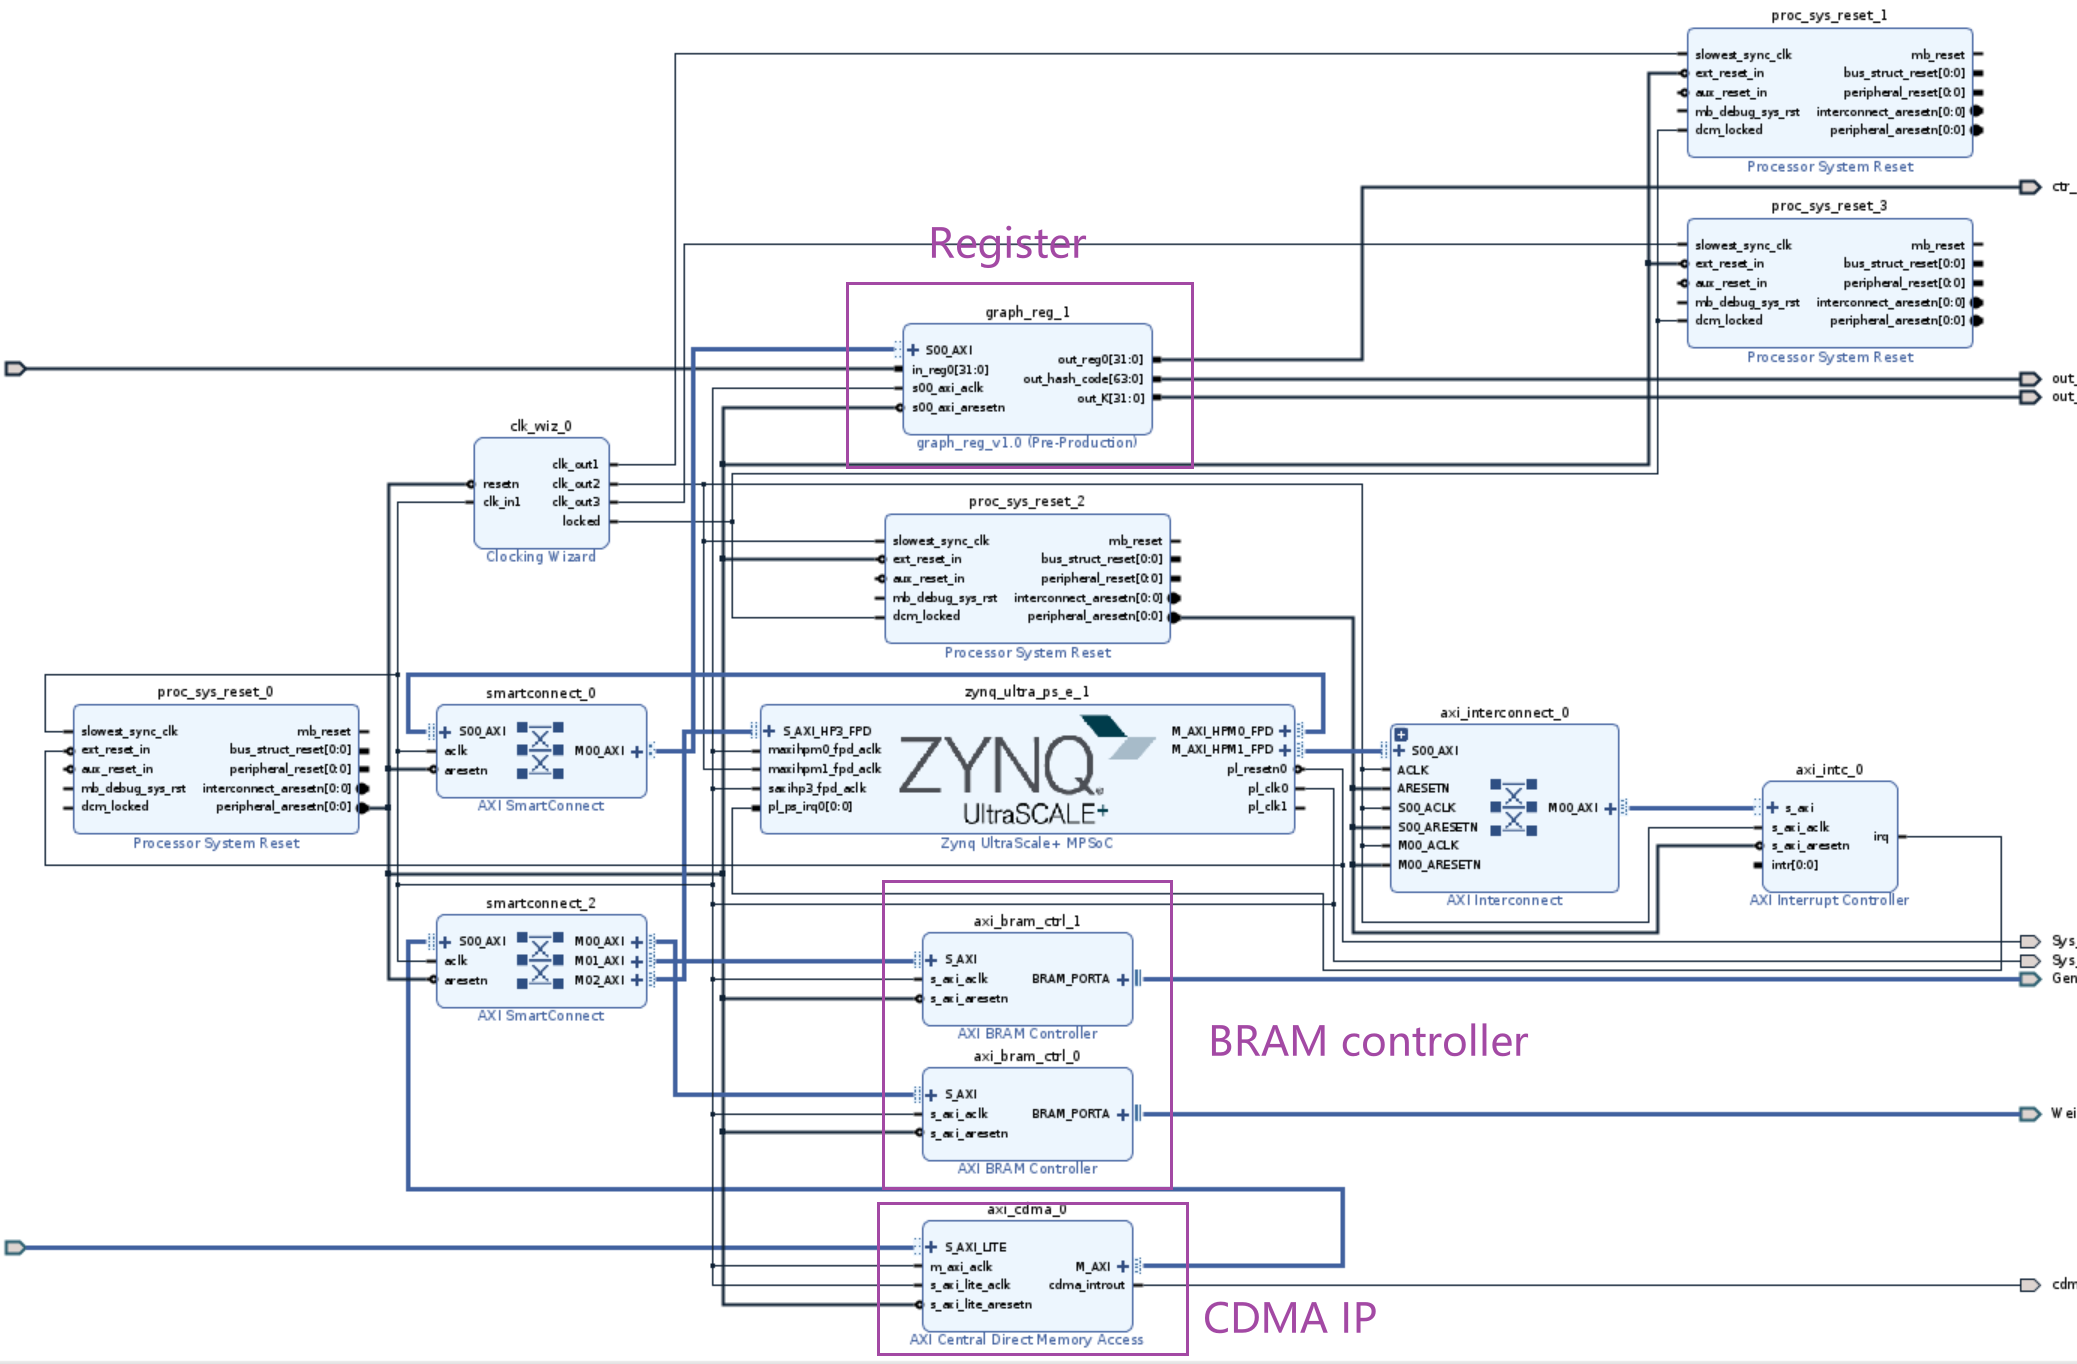 proc_sys_reset_1
slowest_sync_clk
ext_reset_in
aux_reset_in
mb_debug_sys_rst
dcm_locked
mb_reset
bus_struct_reset[0:0]
peripheral_reset[0:0]
interconnect_aresetn[0:0]
peripheral_aresetn[0:0]
Processor System Reset
ctr_
proc_sys_reset_3
slowest_sync_clk
ext_reset_in
aux_reset_in
mb_debug_sys_rst
dcm_locked
mb_reset
bus_struct_reset[0:0]
peripheral_reset[0:0]
interconnect_aresetn[0:0]
peripheral_aresetn[0:0]
Processor System Reset
Register
graph_reg_1
S00_AXI
in_reg0[31:0]
s00_axi_aclk
s00_axi_aresetn
out_reg0[31:0]
out_hash_code[63:0]
out_K[31:0]
graph_reg_v1.0 (Pre-Production)
out_
out_
clk_wiz_0
resetn
clk_in1
clk_out1
clk_out2
clk_out3
locked
Clocking Wizard
proc_sys_reset_2
slowest_sync_clk
ext_reset_in
aux_reset_in
mb_debug_sys_rst
dcm_locked
mb_reset
bus_struct_reset[0:0]
peripheral_reset[0:0]
interconnect_aresetn[0:0]
peripheral_aresetn[0:0]
Processor System Reset
proc_sys_reset_0
slowest_sync_clk
ext_reset_in
aux_reset_in
mb_debug_sys_rst
dcm_locked
mb_reset
bus_struct_reset[0:0]
peripheral_reset[0:0]
interconnect_aresetn[0:0]
peripheral_aresetn[0:0]
Processor System Reset
smartconnect_0
S00_AXI
aclk
aresetn
M00_AXI
AXI SmartConnect
zynq_ultra_ps_e_1
S_AXI_HP3_FPD
maxihpm0_fpd_aclk
maxihpm1_fpd_aclk
saxihp3_fpd_aclk
pl_ps_irq0[0:0]
ZYNQ
UltraSCALE+
M_AXI_HPM0_FPD
M_AXI_HPM1_FPD
pl_resetn0
pl_clk0
pl_clk1
Zynq UltraScale+ MPSoC
axi_interconnect_0
S00_AXI
ACLK
ARESETN
S00_ACLK
S00_ARESETN
M00_ACLK
M00_ARESETN
M00_AXI
AXI Interconnect
axi_intc_0
s_axi
s_axi_aclk
s_axi_aresetn
intr[0:0]
irq
AXI Interrupt Controller
smartconnect_2
S00_AXI
aclk
aresetn
M00_AXI
M01_AXI
M02_AXI
AXI SmartConnect
axi_bram_ctrl_1
S_AXI
s_axi_aclk
s_axi_aresetn
BRAM_PORTA
AXI BRAM Controller
Sys_
Sys_
Gen
BRAM controller
axi_bram_ctrl_0
S_AXI
s_axi_aclk
s_axi_aresetn
BRAM_PORTA
AXI BRAM Controller
Wei
axi_cdma_0
S_AXI_LITE
m_axi_aclk
s_axi_lite_aclk
s_axi_lite_aresetn
M_AXI
cdma_introut
AXI Central Direct Memory Access
cdm
CDMA IP